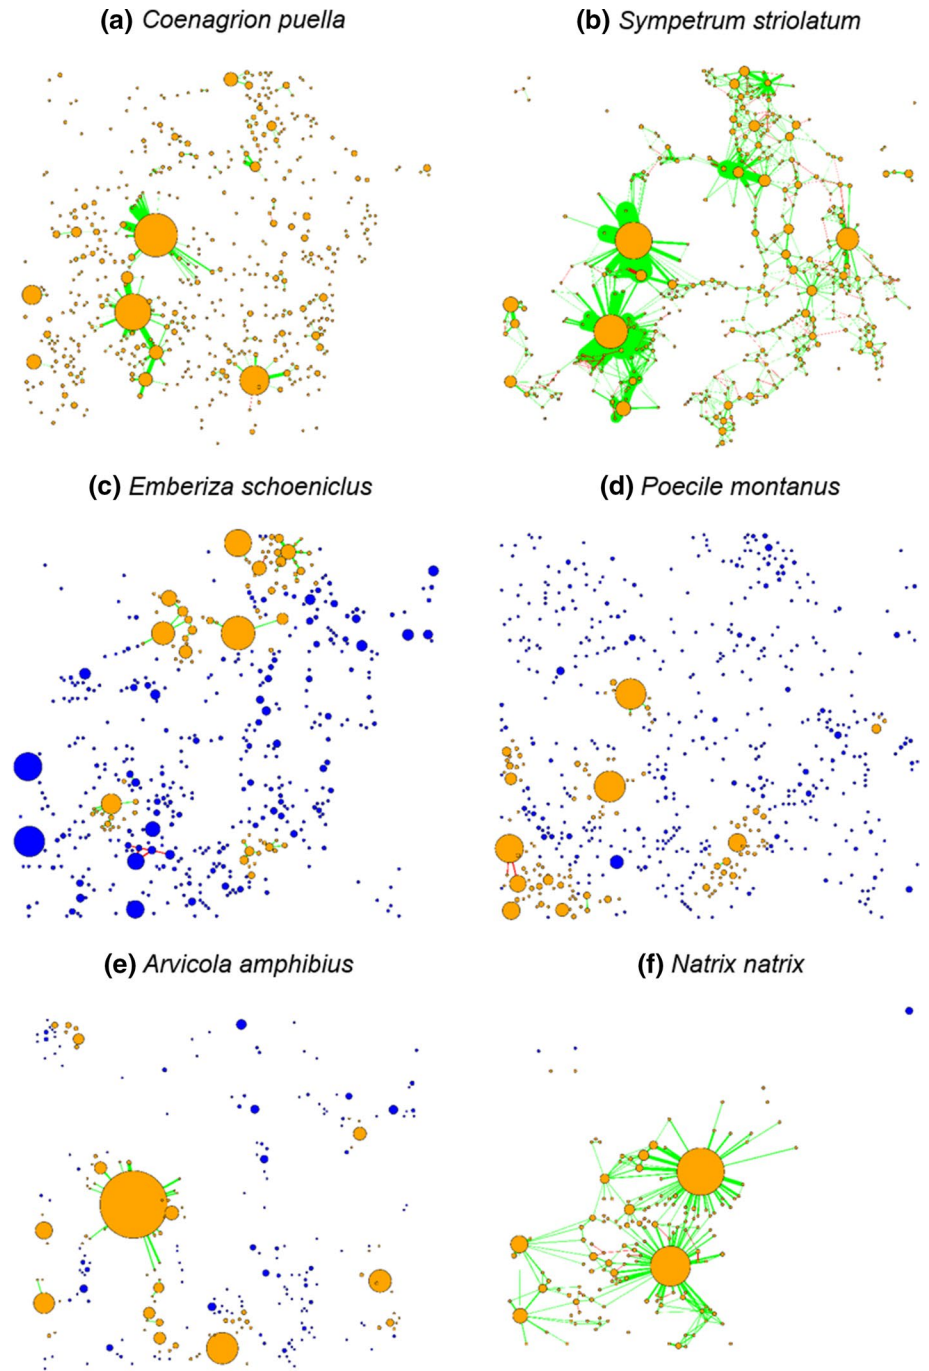 (a) Coenagrion puella
(b) Sympetrum striolatum
(c) Emberiza schoeniclus
(d) Poecile montanus
(e) Arvicola amphibius
(f) Natrix natrix